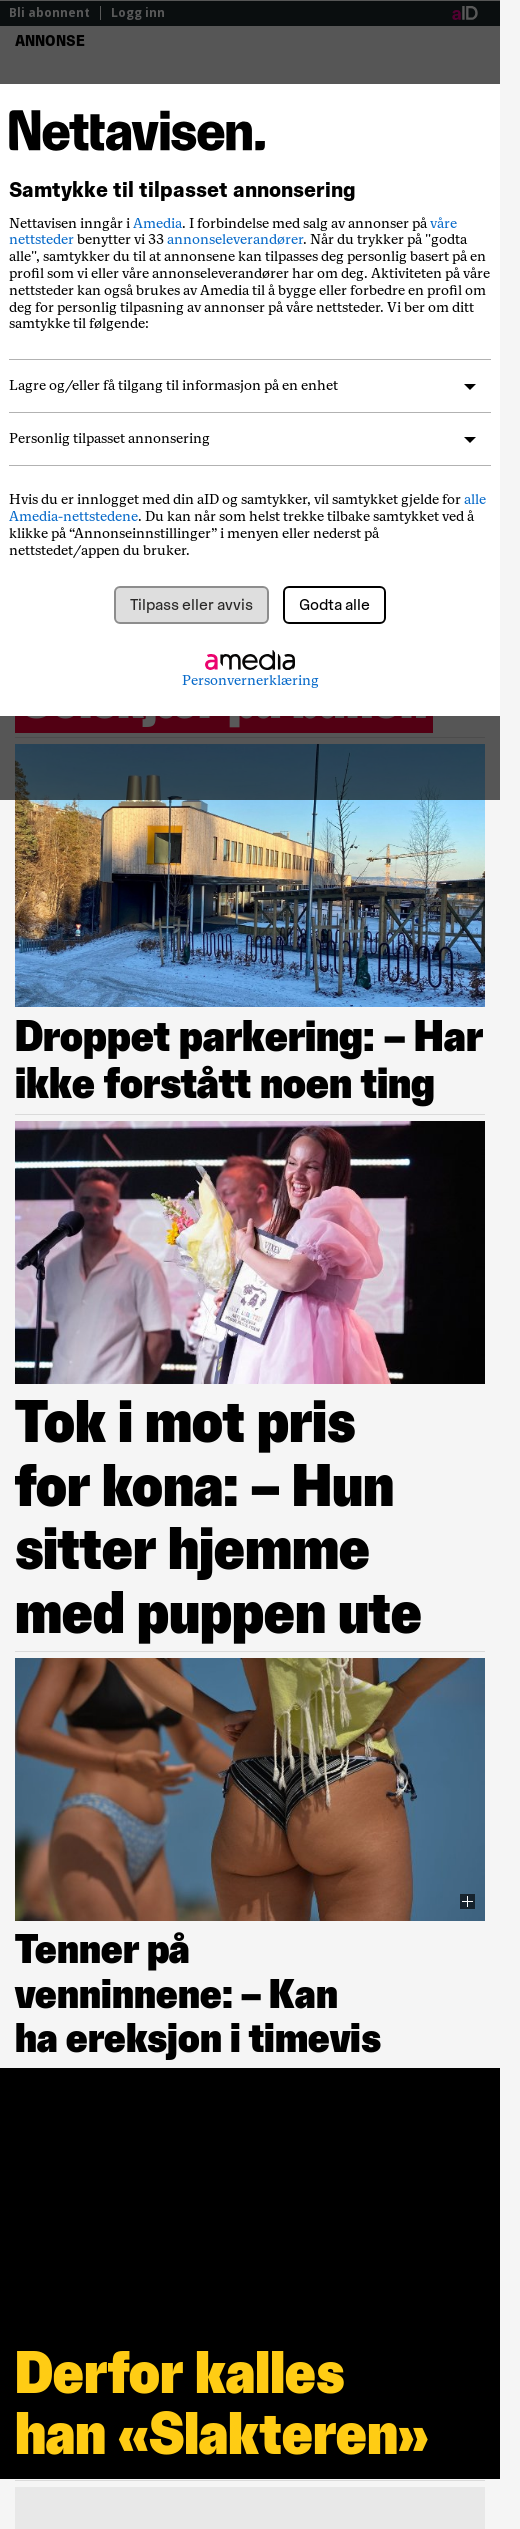 Bli abonnent | Logg inn aID
ANNONSE
Nettavisen.
Samtykke til tilpasset annonsering
Nettavisen inngår i Amedia. I forbindelse med salg av annonser på våre
nettsteder benytter vi 33 annonseleverandører. Når du trykker på "godta
alle", samtykker du til at annonsene kan tilpasses deg personlig basert på en
profil som vi eller våre annonseleverandører har om deg. Aktiviteten på våre
nettsteder kan også brukes av Amedia til å bygge eller forbedre en profil om
deg for personlig tilpasning av annonser på våre nettsteder. Vi ber om ditt
samtykke til følgende:
Lagre og/eller få tilgang til informasjon på en enhet
Personlig tilpasset annonsering
Hvis du er innlogget med din aID og samtykker, vil samtykket gjelde for alle
Amedia-nettstedene. Du kan når som helst trekke tilbake samtykket ved å
klikke på “Annonseinnstillinger” i menyen eller nederst på
nettstedet/appen du bruker.
Tilpass eller avvis Godta alle
amedia
Personvernerklæring
Droppet parkering: – Har
ikke forstått noen ting
Tok i mot pris
for kona: – Hun
sitter hjemme
med puppen ute
Tenner på
venninnene: – Kan
ha ereksjon i timevis
Derfor kalles
han «Slakteren»